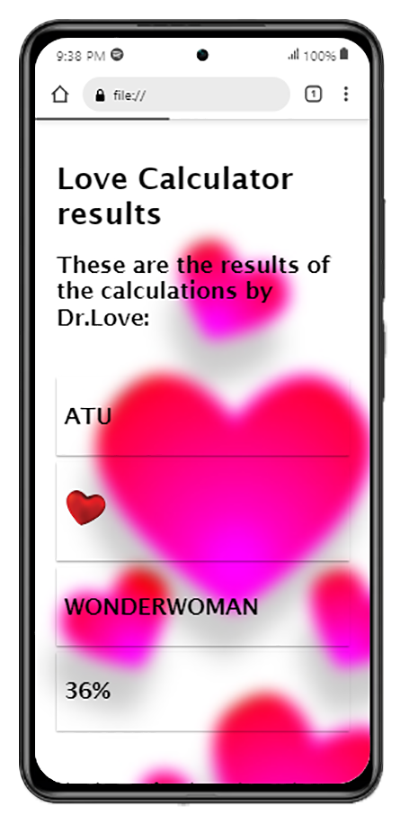 9:38 PM 100%
file:// 1
Love Calculator
results
These are the results of
the calculations by
Dr.Love:
ATU
WONDERWOMAN
36%